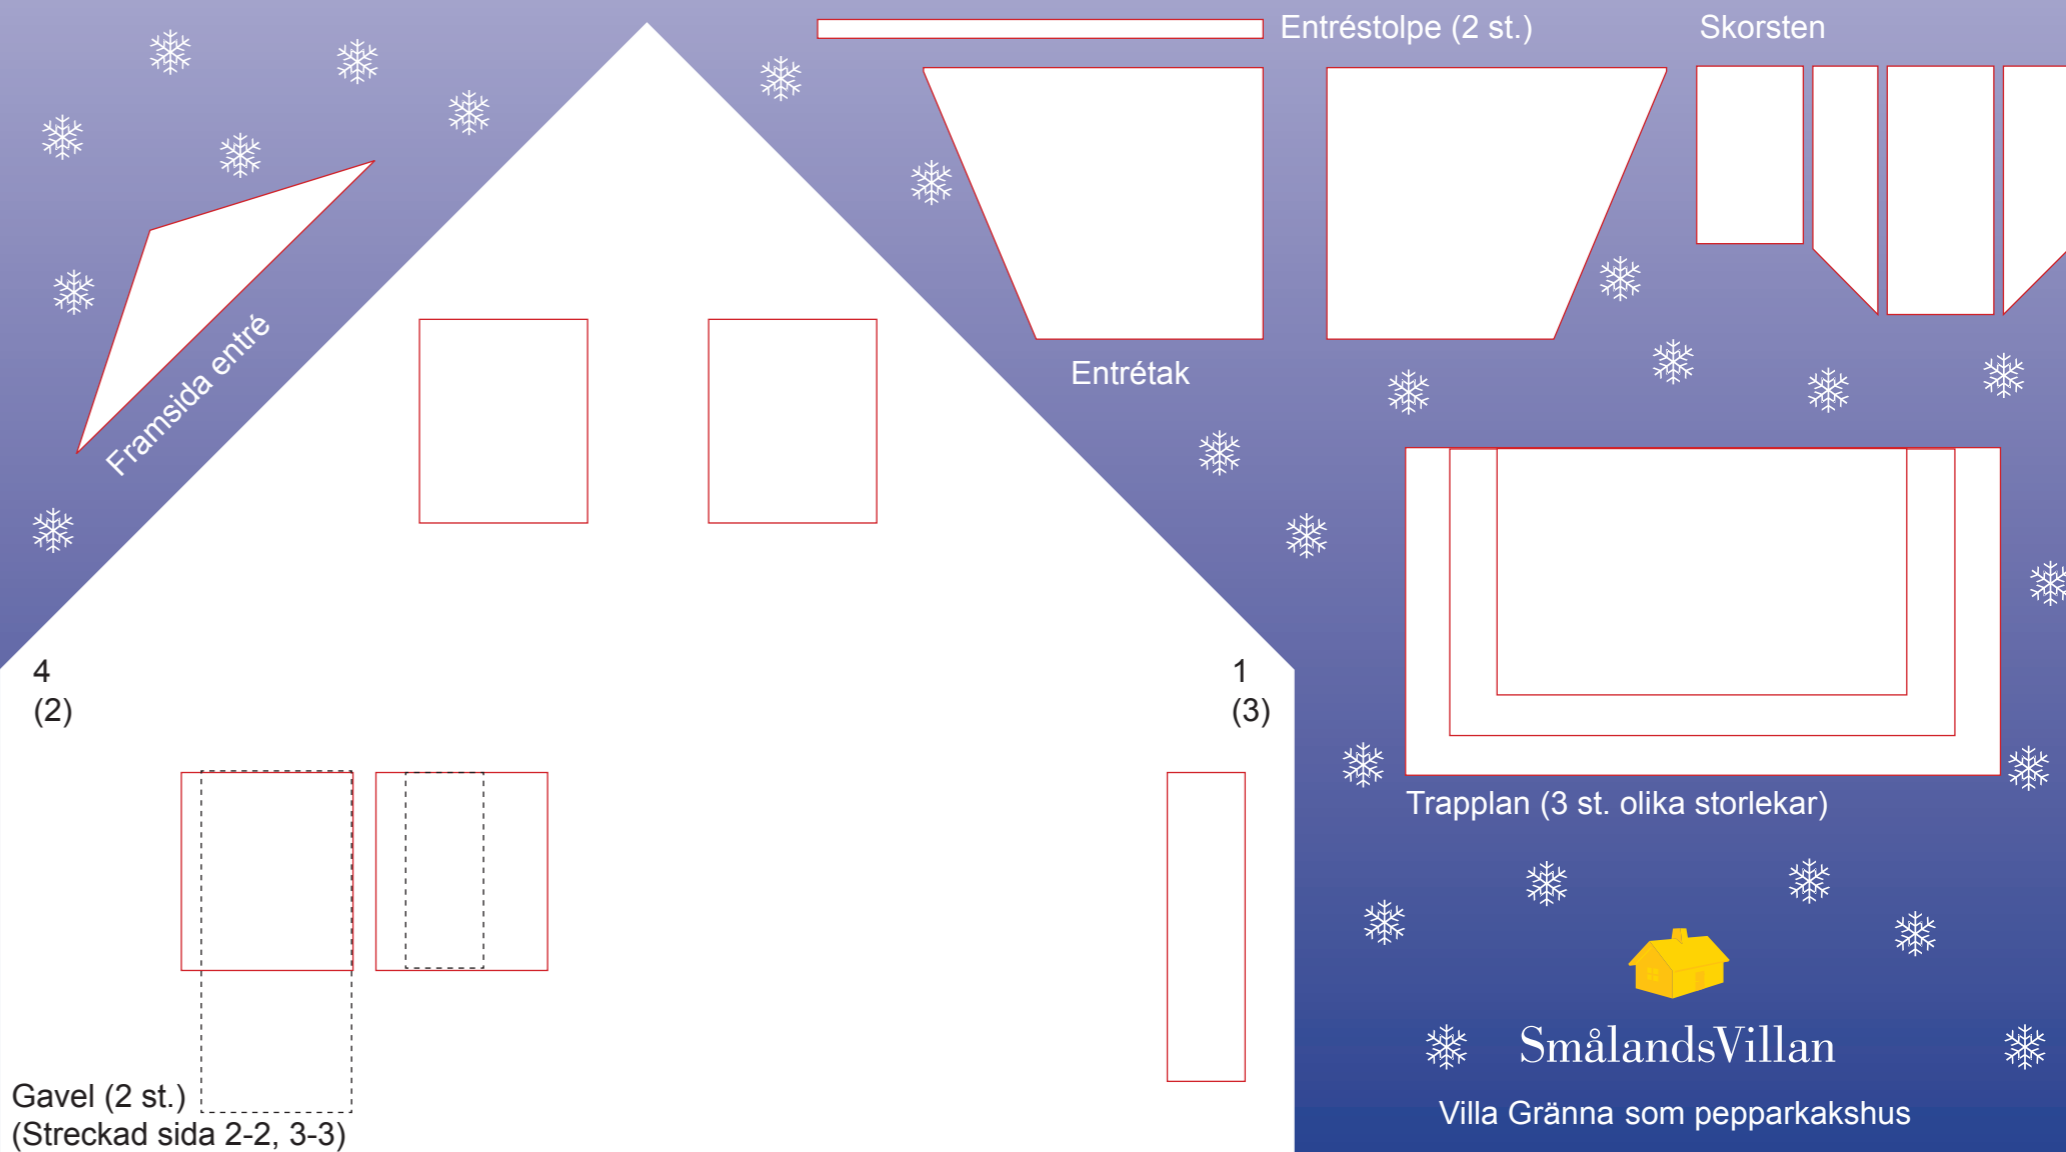 Entréstolpe (2 st.)
Skorsten
Framsida entré
Entrétak
4
(2)
1
(3)
Trapplan (3 st. olika storlekar)
SmålandsVillan
Gavel (2 st.)
(Streckad sida 2-2, 3-3)
Villa Gränna som pepparkakshus